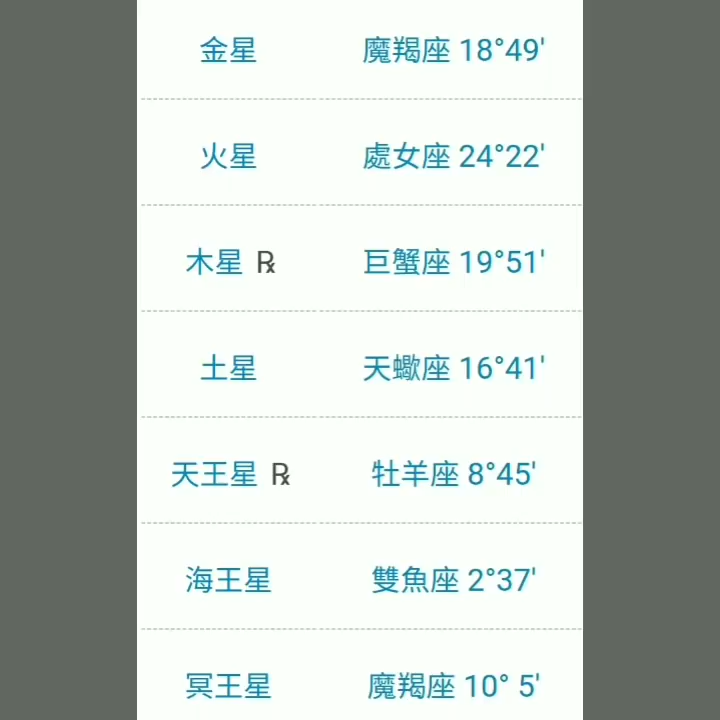 金星 魔羯座 18°49'
火星 處女座 24°22'
木星 ℞ 巨蟹座 19°51'
土星 天蠍座 16°41'
天王星 ℞ 牡羊座 8°45'
海王星 雙魚座 2°37'
冥王星 魔羯座 10° 5'